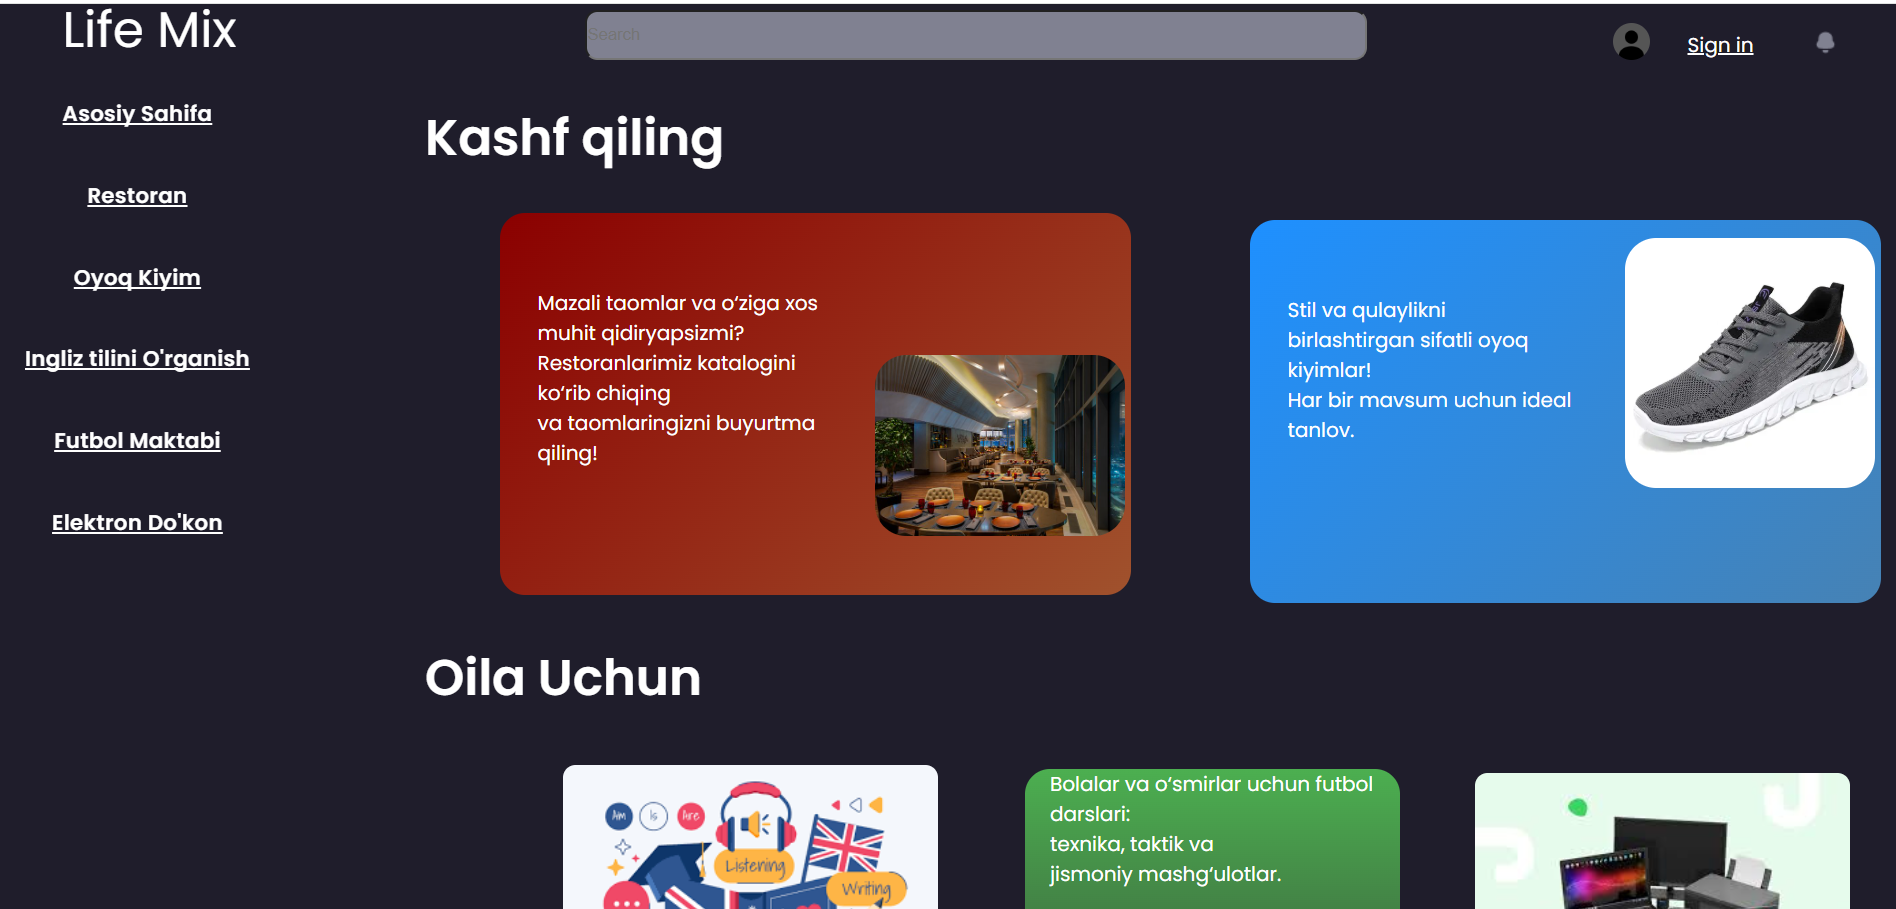 Life Mix
Search
Sign in
Asosiy Sahifa
Restoran
Oyoq Kiyim
Ingliz tilini O'rganish
Futbol Maktabi
Elektron Do'kon
Kashf qiling
Mazali taomlar va o‘ziga xos
muhit qidiryapsizmi?
Restoranlarimiz katalogini
ko‘rib chiqing
va taomlaringizni buyurtma
qiling!
Stil va qulaylikni
birlashtirgan sifatli oyoq
kiyimlar!
Har bir mavsum uchun ideal
tanlov.
Oila Uchun
Am
Is
Are
Listening
Writing
Bolalar va o‘smirlar uchun futbol
darslari:
texnika, taktik va
jismoniy mashg‘ulotlar.